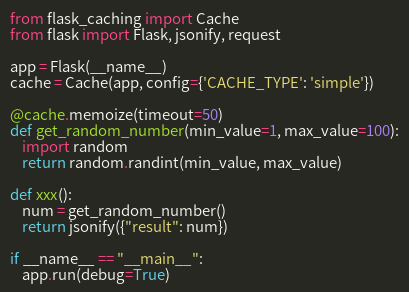 from flask_caching import Cache
from flask import Flask, jsonify, request

app = Flask(__name__)
cache = Cache(app, config={'CACHE_TYPE': 'simple'})

@cache.memoize(timeout=50)
def get_random_number(min_value=1, max_value=100):
    import random
    return random.randint(min_value, max_value)

def xxx():
    num = get_random_number()
    return jsonify({"result": num})

if __name__ == "__main__":
    app.run(debug=True)